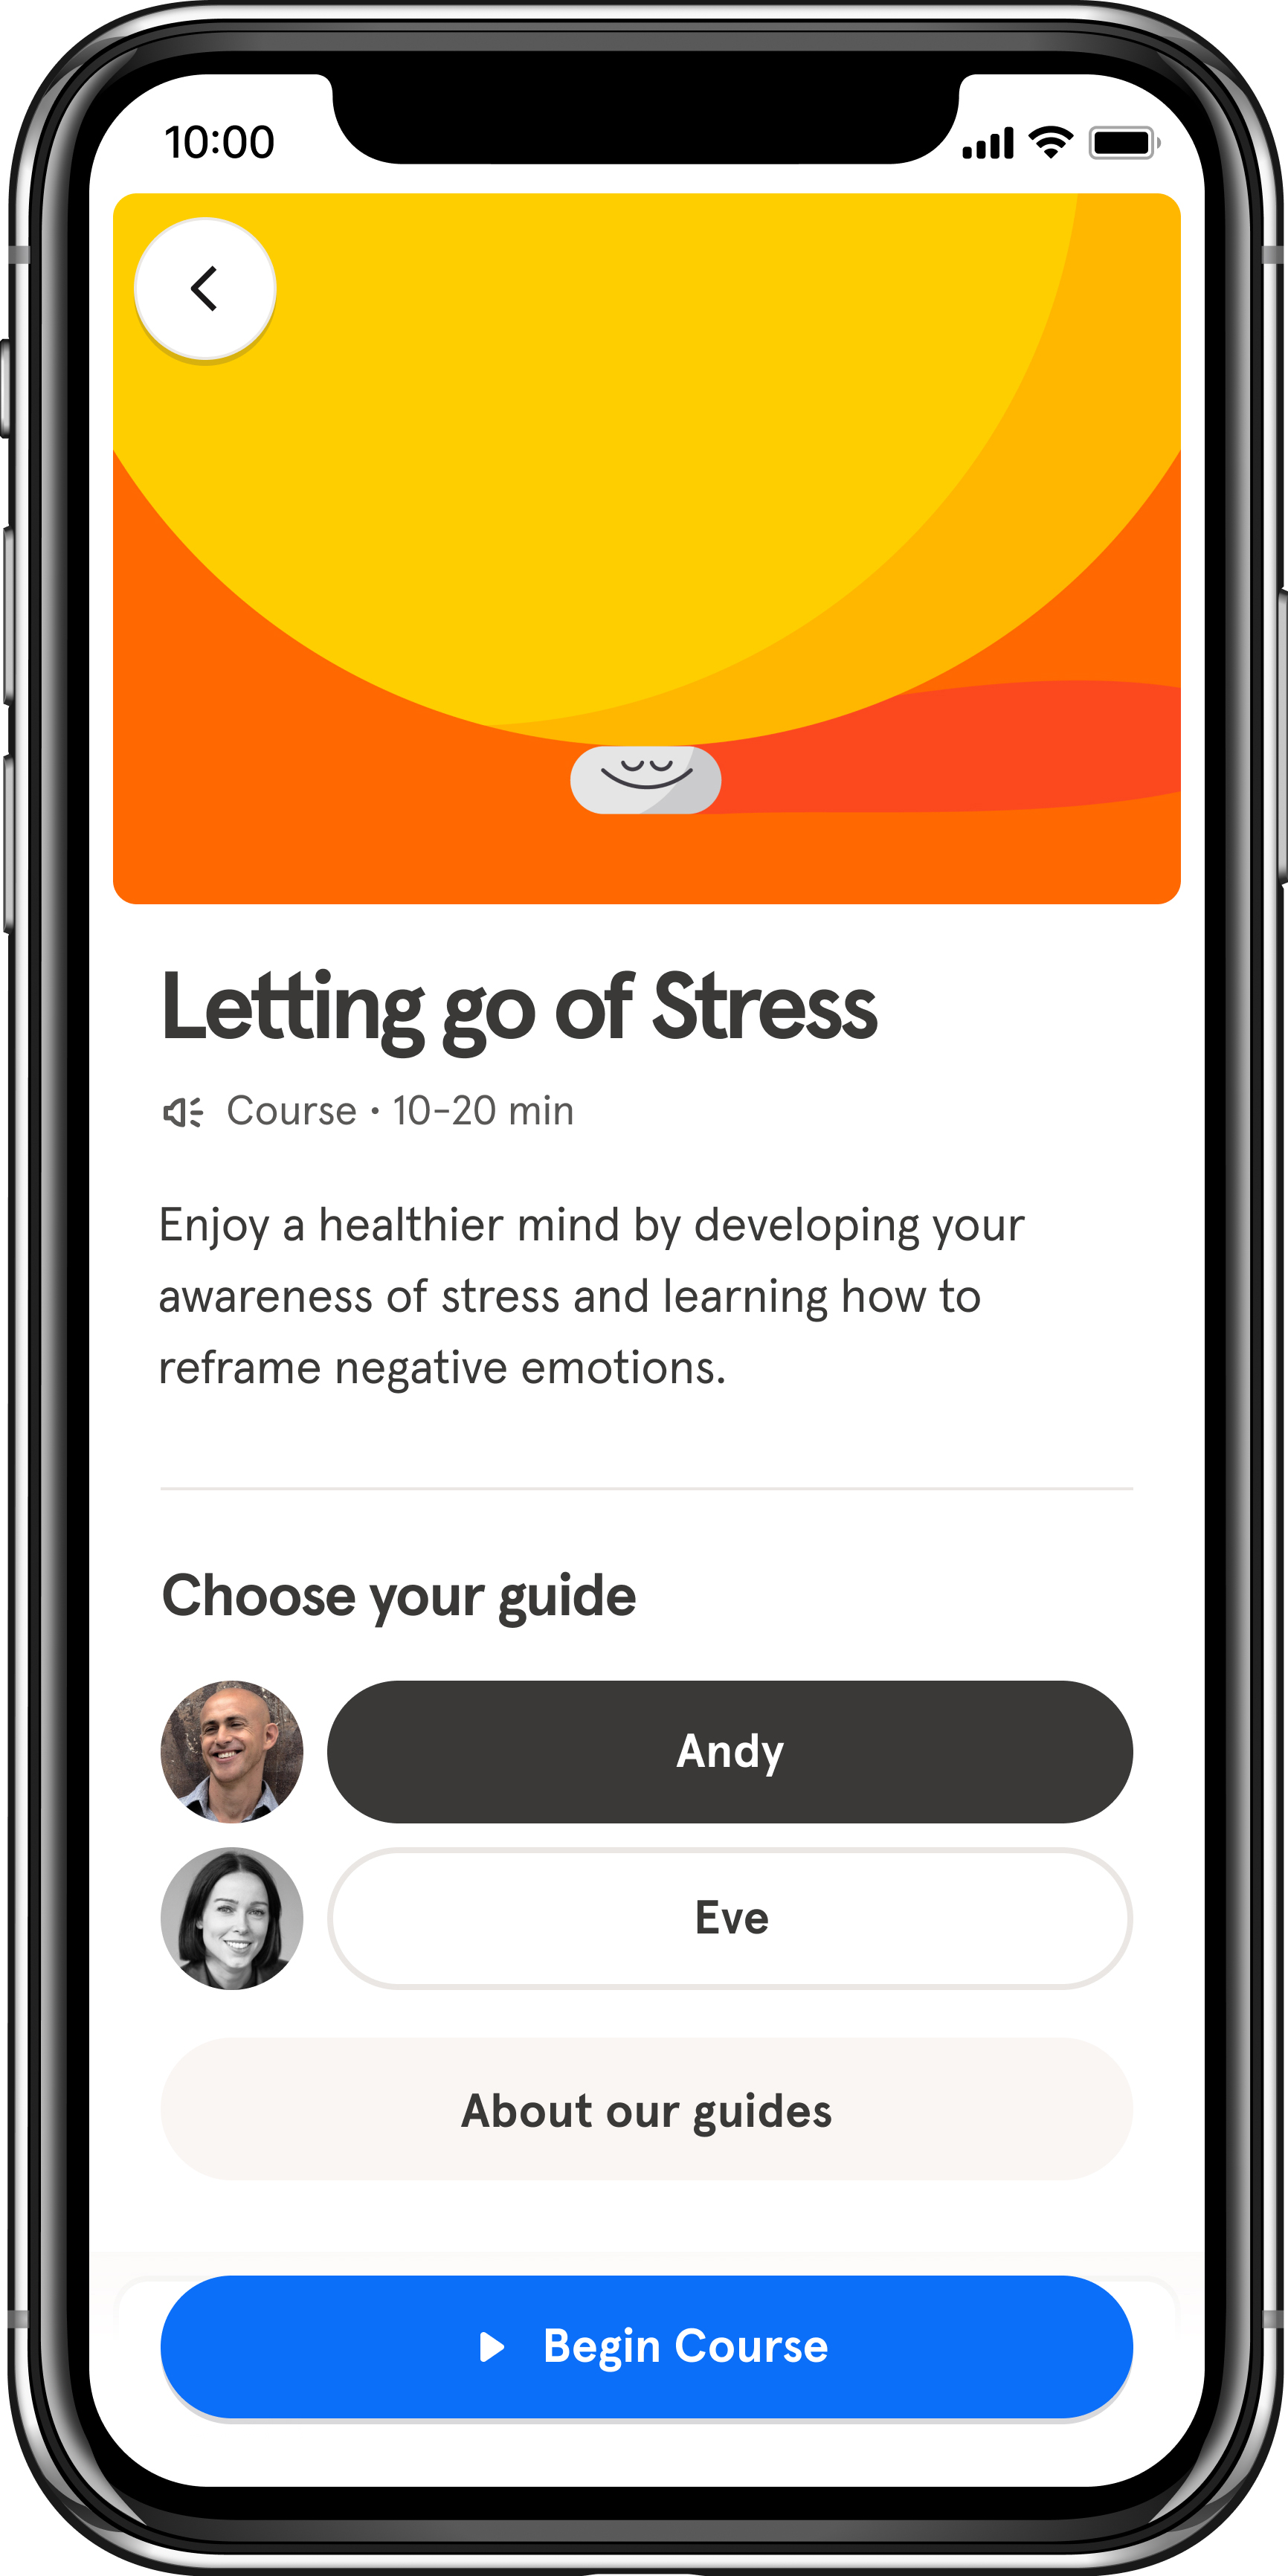 10:00
Letting go of Stress
Course • 10-20 min
Enjoy a healthier mind by developing your
awareness of stress and learning how to
reframe negative emotions.
Choose your guide
Andy
Eve
About our guides
Begin Course